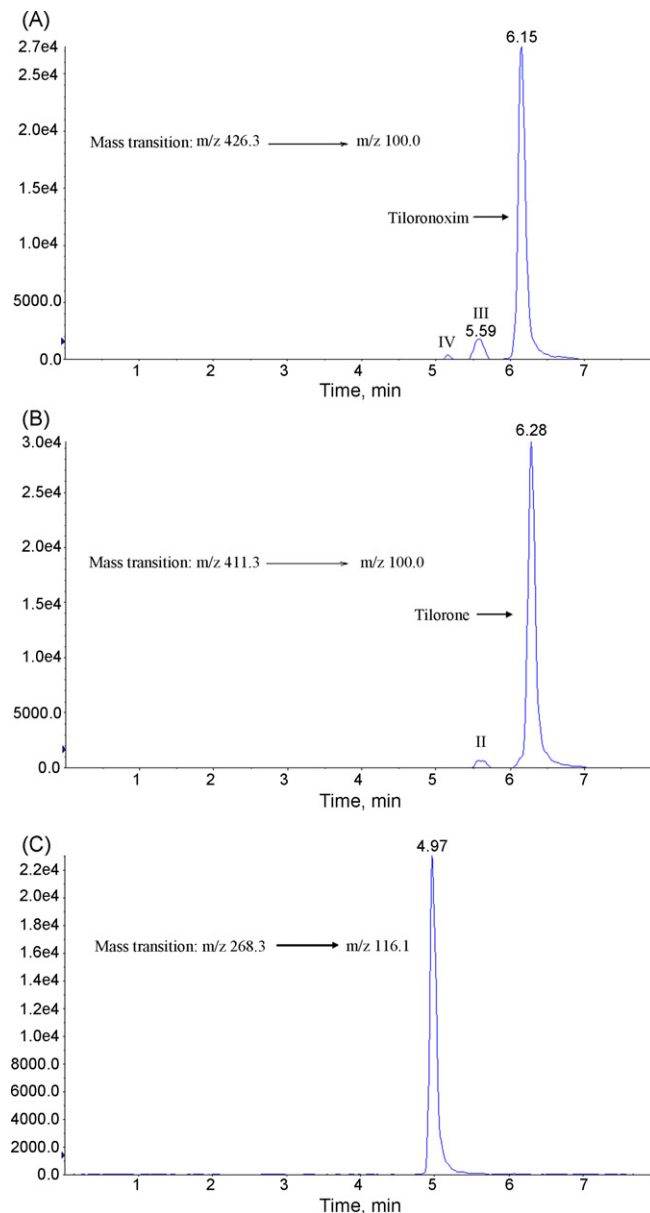 (A)
6.15
2.7e4
2.5e4
2.0e4
Mass transition: m/z 426.3 ⟶ m/z 100.0
1.5e4
Tiloronoxim
1.0e4
5000.0
III
IV
5.59
0.0
1 2 3 4 5 6 7
Time, min
(B)
6.28
3.0e4
2.5e4
2.0e4
Mass transition: m/z 411.3 ⟶ m/z 100.0
1.5e4
Tilorone
1.0e4
5000.0
II
0.0
1 2 3 4 5 6 7
Time, min
(C)
4.97
2.2e4
2.0e4
1.8e4
Mass transition: m/z 268.3 ⟶ m/z 116.1
1.6e4
1.4e4
1.2e4
1.0e4
8000.0
6000.0
4000.0
2000.0
0.0
1 2 3 4 5 6 7
Time, min